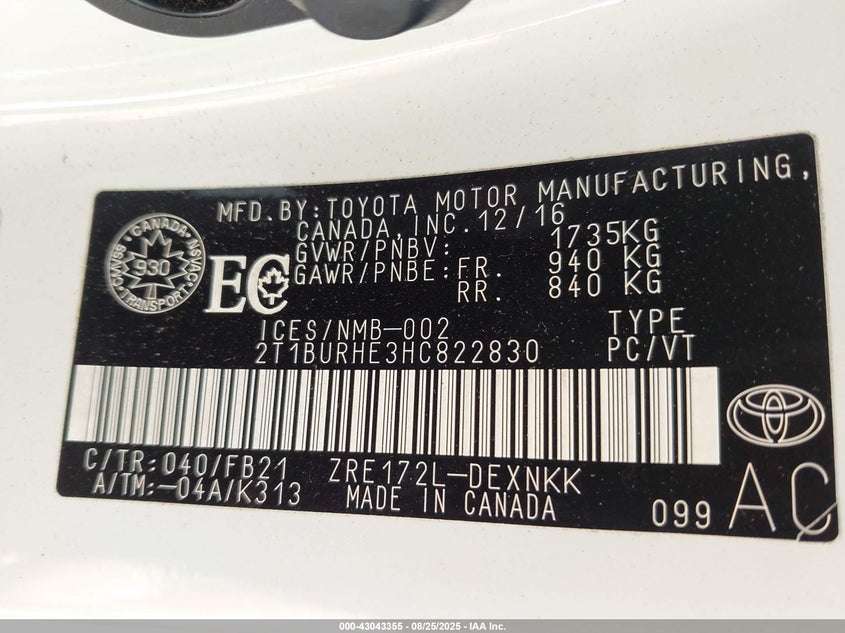 MFD.BY:TOYOTA MOTOR MANUFACTURING,
CANADA,INC.12/16
GVWR/PNBV: 1735KG
GAWR/PNBE:FR. 940 KG
RR. 840 KG
CANADA
CMVSS
NSVAC
930
TRANSPORT
EC
ICES/NMB-002 TYPE
2T1BURHE3HC822830 PC/VT
C/TR:040/FB21 ZRE172L-DEXNKK
A/TM:-04A/K313 MADE IN CANADA
099 AC
000-43043355 - 08/25/2025 - IAA Inc.